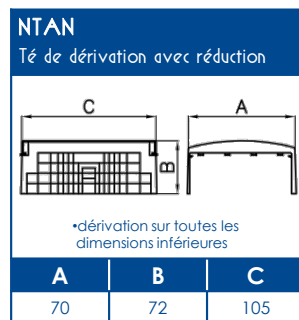 NTAN
Té de dérivation avec réduction
C
A
B
•dérivation sur toutes les
dimensions inférieures
A B C
70 72 105